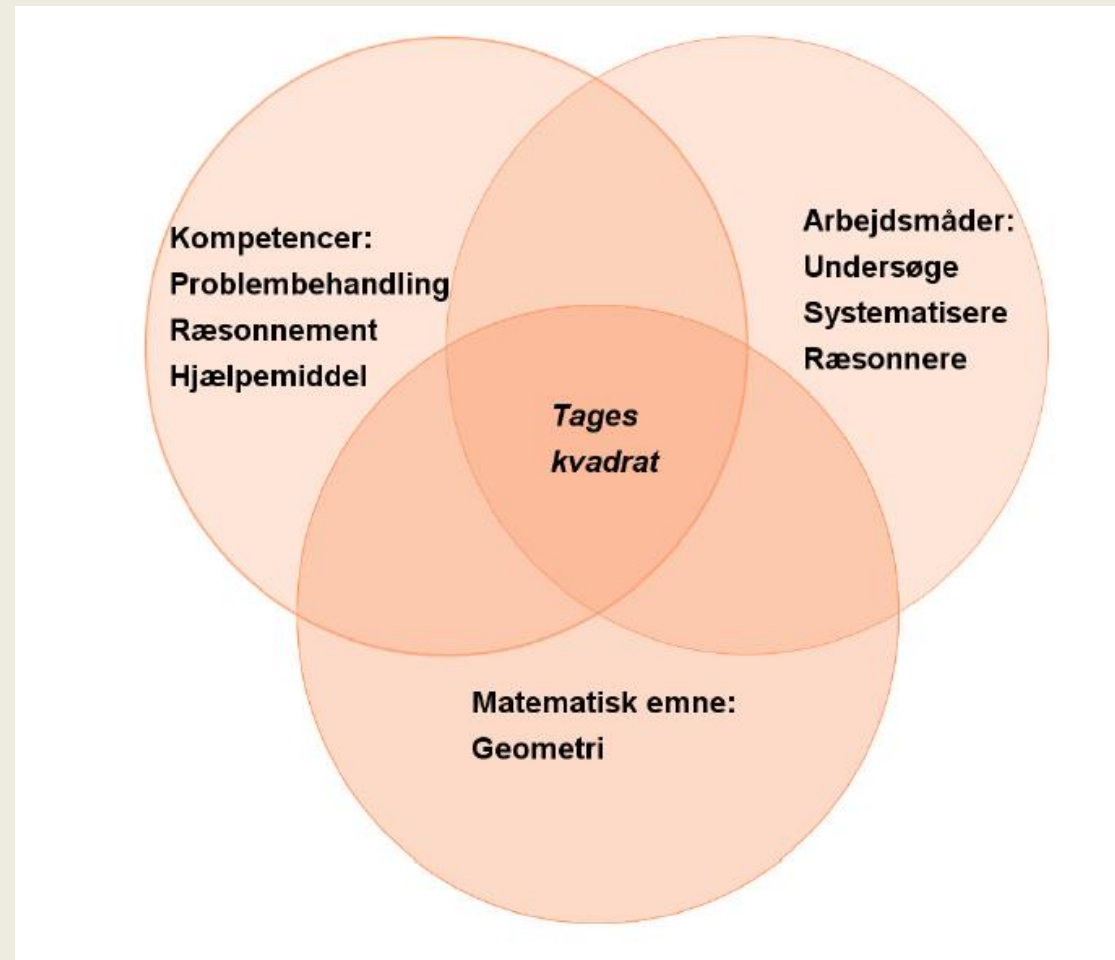 Kompetencer:
Problembehandling
Ræsonnement
Hjælpemiddel
Arbejdsmåder:
Undersøge
Systematisere
Ræsonnere
Tages
kvadrat
Matematisk emne:
Geometri